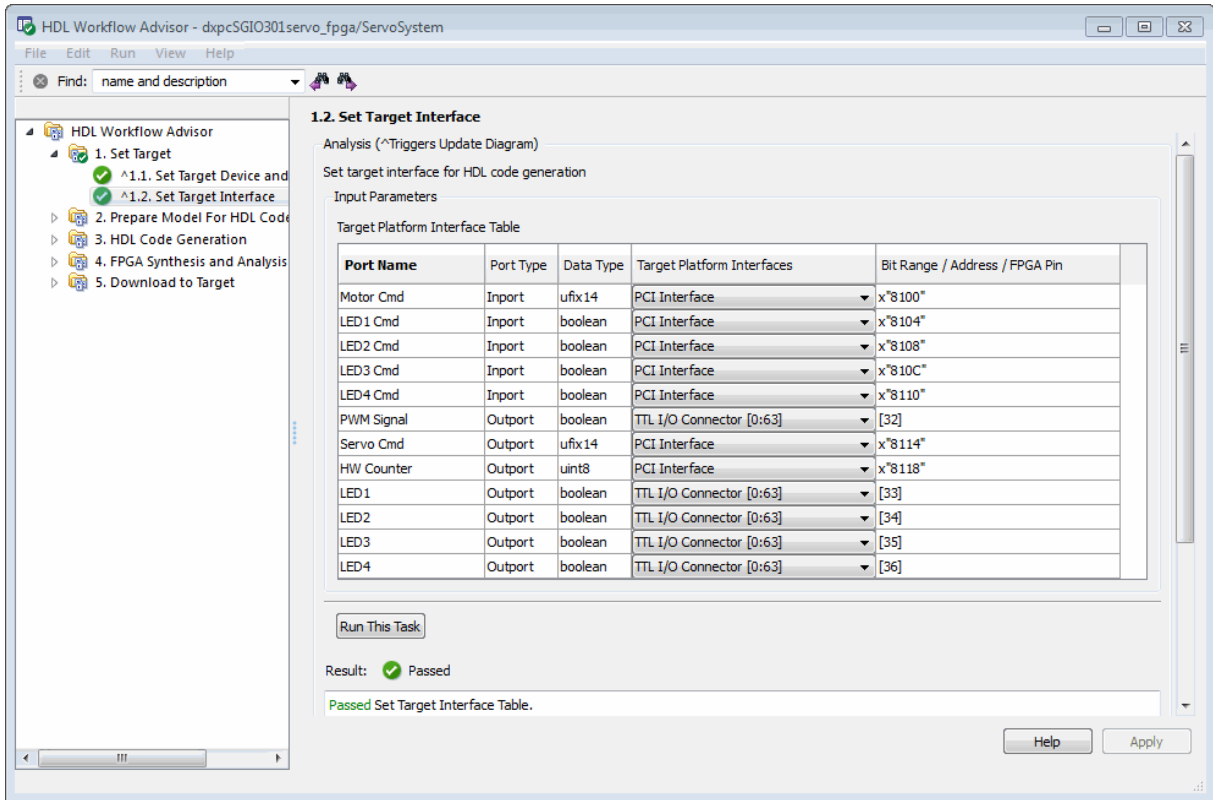 HDL Workflow Advisor - dxpcSGIO301servo_fpga/ServoSystem
File Edit Run View Help
Find: name and description
HDL Workflow Advisor
1. Set Target
^1.1. Set Target Device and
^1.2. Set Target Interface
2. Prepare Model For HDL Code
3. HDL Code Generation
4. FPGA Synthesis and Analysis
5. Download to Target
1.2. Set Target Interface
Analysis (^Triggers Update Diagram)
Set target interface for HDL code generation
Input Parameters
Target Platform Interface Table
Port Name Port Type Data Type Target Platform Interfaces Bit Range / Address / FPGA Pin
Motor Cmd Inport ufix14 PCI Interface x"8100"
LED1 Cmd Inport boolean PCI Interface x"8104"
LED2 Cmd Inport boolean PCI Interface x"8108"
LED3 Cmd Inport boolean PCI Interface x"810C"
LED4 Cmd Inport boolean PCI Interface x"8110"
PWM Signal Outport boolean TTL I/O Connector [0:63] [32]
Servo Cmd Outport ufix14 PCI Interface x"8114"
HW Counter Outport uint8 PCI Interface x"8118"
LED1 Outport boolean TTL I/O Connector [0:63] [33]
LED2 Outport boolean TTL I/O Connector [0:63] [34]
LED3 Outport boolean TTL I/O Connector [0:63] [35]
LED4 Outport boolean TTL I/O Connector [0:63] [36]
Run This Task
Result: Passed
Passed Set Target Interface Table.
Help Apply